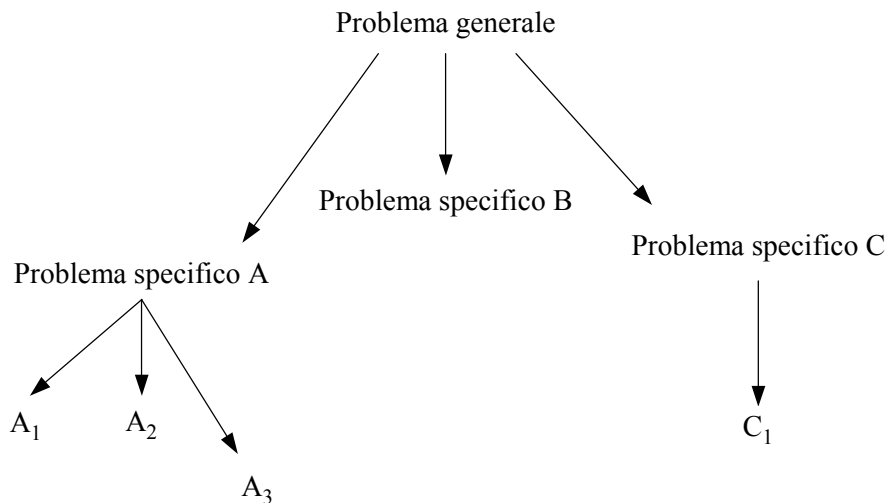 Problema generale
Problema specifico B
Problema specifico C
Problema specifico A
A₁
A₂
C₁
A₃